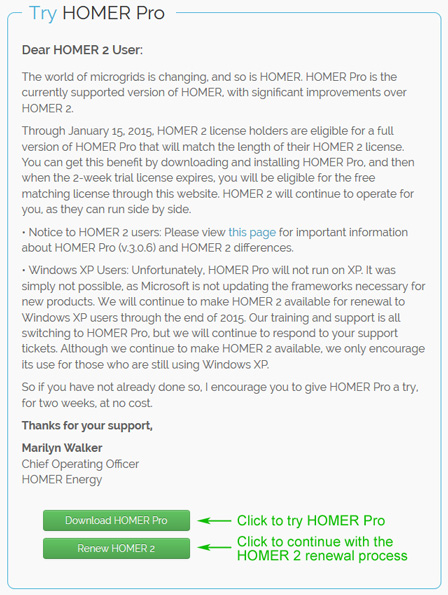 Try HOMER Pro
Dear HOMER 2 User:
The world of microgrids is changing, and so is HOMER. HOMER Pro is the
currently supported version of HOMER, with significant improvements over
HOMER 2.
Through January 15, 2015, HOMER 2 license holders are eligible for a full
version of HOMER Pro that will match the length of their HOMER 2 license.
You can get this benefit by downloading and installing HOMER Pro, and then
when the 2-week trial license expires, you will be eligible for the free
matching license through this website. HOMER 2 will continue to operate for
you, as they can run side by side.
• Notice to HOMER 2 users: Please view this page for important information
about HOMER Pro (v.3.0.6) and HOMER 2 differences.
• Windows XP Users: Unfortunately, HOMER Pro will not run on XP. It was
simply not possible, as Microsoft is not updating the frameworks necessary for
new products. We will continue to make HOMER 2 available for renewal to
Windows XP users through the end of 2015. Our training and support is all
switching to HOMER Pro, but we will continue to respond to your support
tickets. Although we continue to make HOMER 2 available, we only encourage
its use for those who are still using Windows XP.
So if you have not already done so, I encourage you to give HOMER Pro a try,
for two weeks, at no cost.
Thanks for your support,
Marilyn Walker
Chief Operating Officer
HOMER Energy
Download HOMER Pro
Click to try HOMER Pro
Renew HOMER 2
Click to continue with the
HOMER 2 renewal process